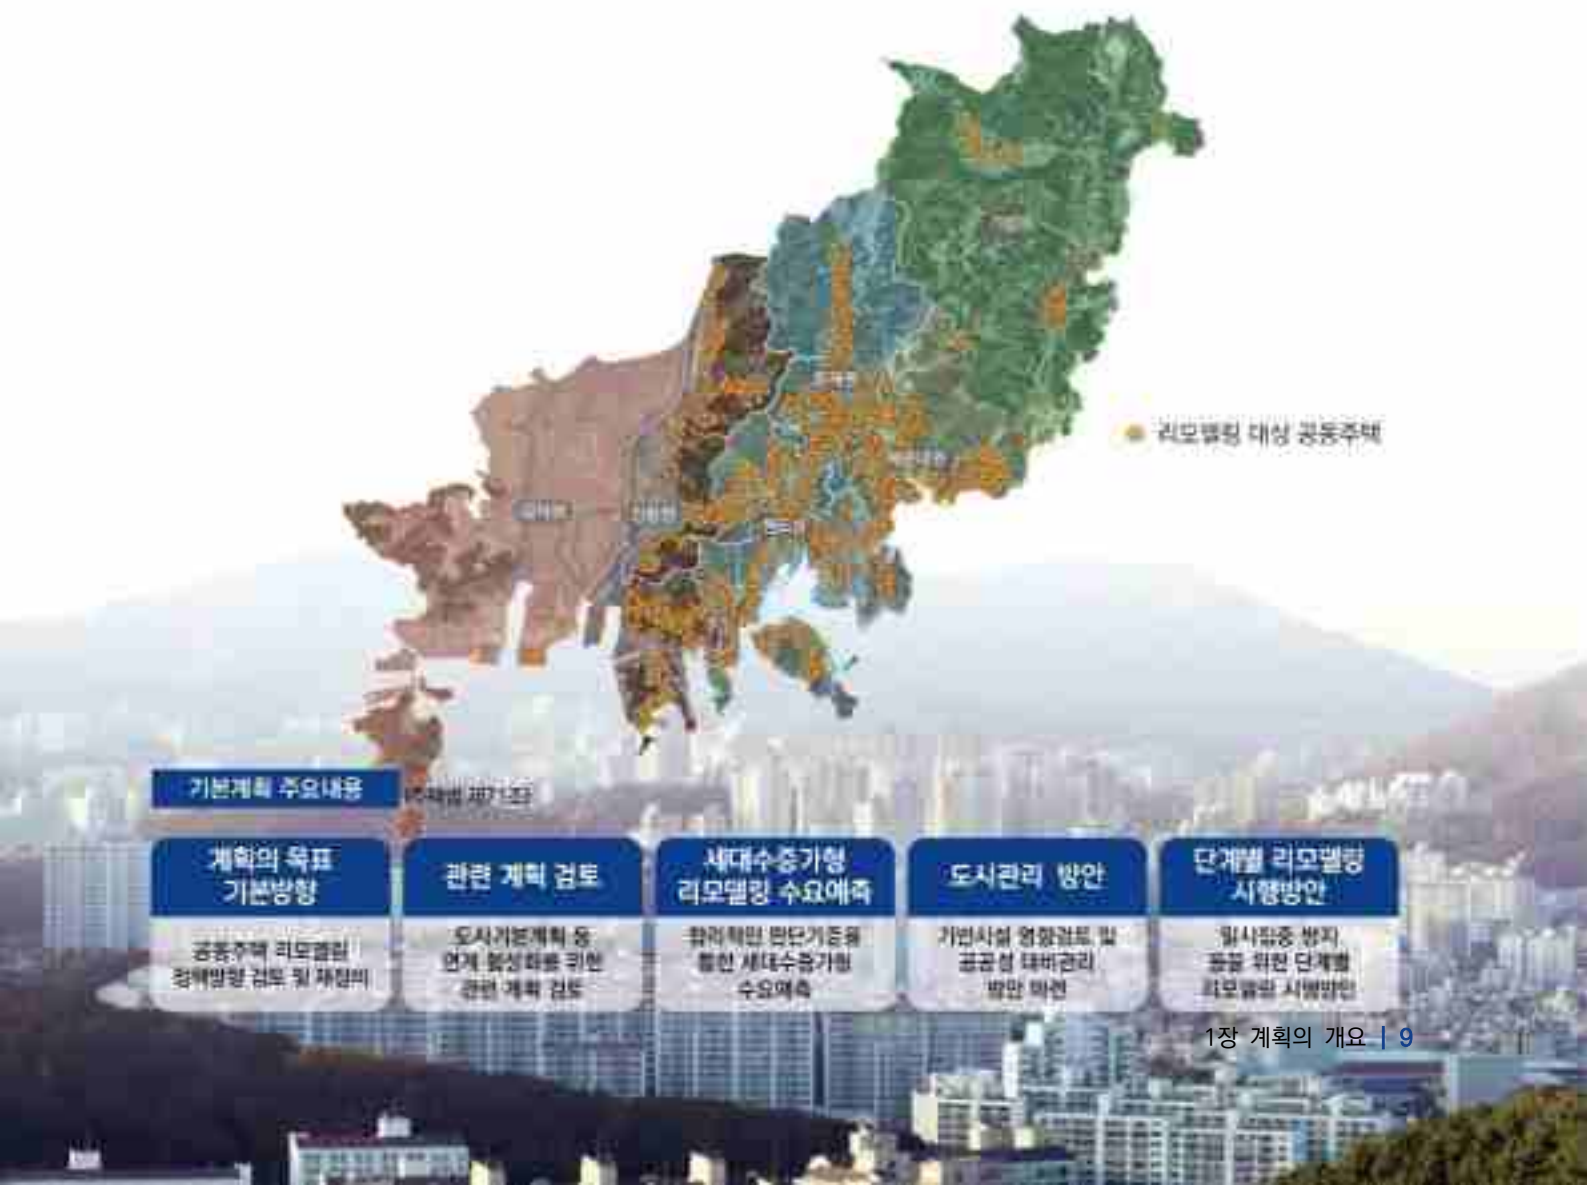 리모델링 대상 공동주택
기본계획 주요내용
(주택법 제71조)
계획의 목표
기본방향
공동주택 리모델링
정책방향 검토 및 재정비
관련 계획 검토
도시기본계획 등
연계 활성화를 위한
관련 계획 검토
세대수증가형
리모델링 수요예측
합리적인 판단기준을
통한 세대수증가형
수요예측
도시관리 방안
기반시설 영향검토 및
공공성 대비관리
방안 마련
단계별 리모델링
시행방안
일시집중 방지
등을 위한 단계별
리모델링 시행방안
1장 계획의 개요 | 9